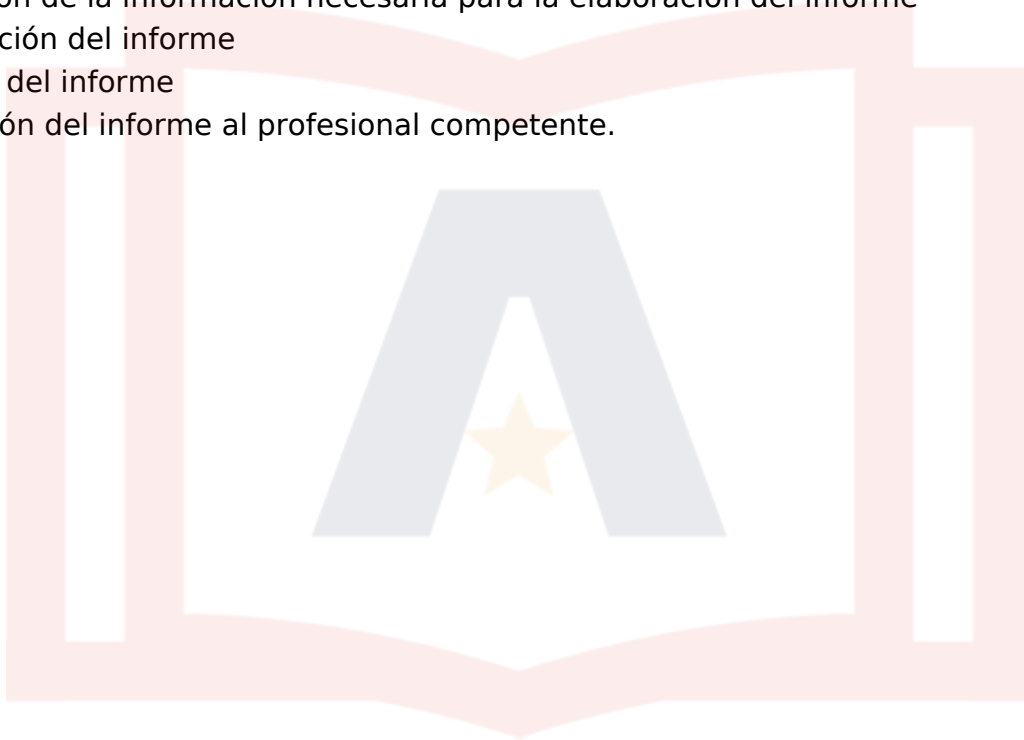 ón de la información necesaria para la elaboración del informe
ción del informe
del informe
ón del informe al profesional competente.